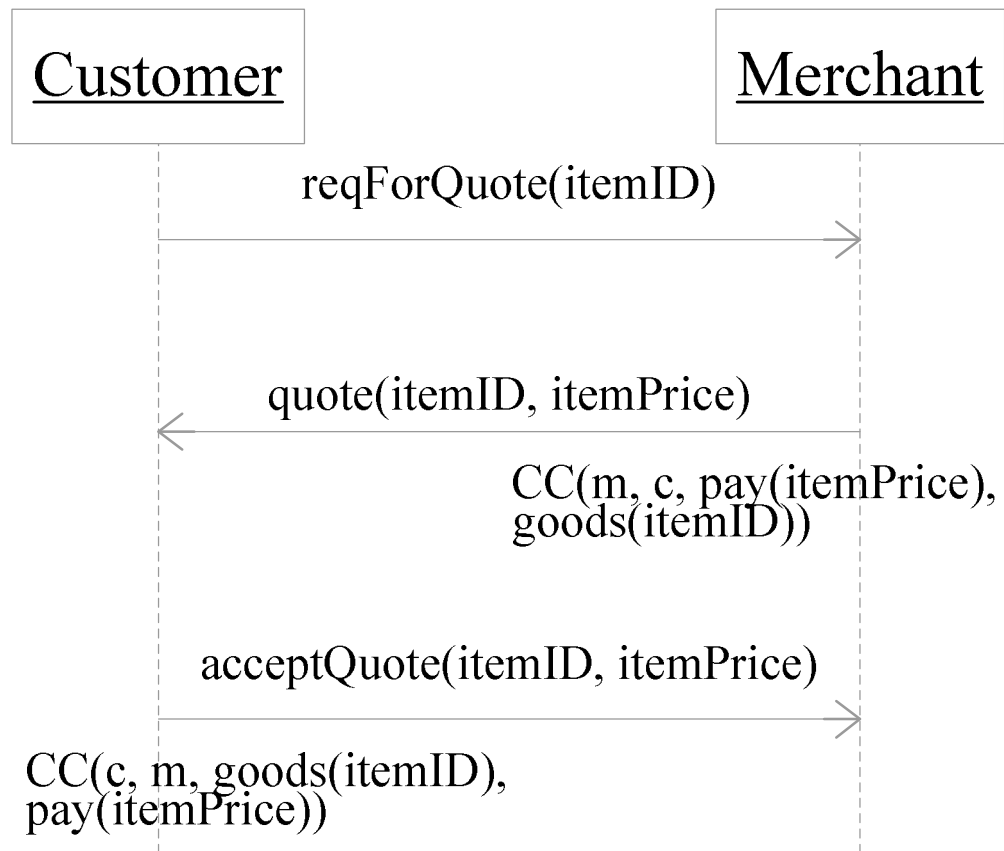 Customer
Merchant
reqForQuote(itemID)
quote(itemID, itemPrice)
CC(m, c, pay(itemPrice),
goods(itemID))
acceptQuote(itemID, itemPrice)
CC(c, m, goods(itemID),
pay(itemPrice))